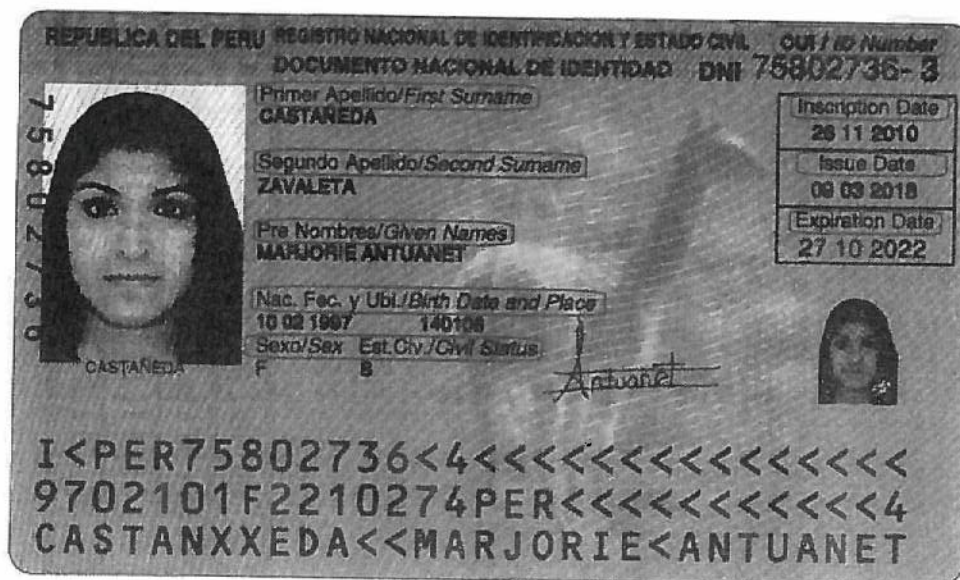 REPUBLICA DEL PERU REGISTRO NACIONAL DE IDENTIFICACION Y ESTADO CIVIL CUI / ID Number
DOCUMENTO NACIONAL DE IDENTIDAD DNI 75802736-3
75802736
Primer Apellido/First Surname
CASTAÑEDA
Segundo Apellido/Second Surname
ZAVALETA
Pre Nombres/Given Names
MARJORIE ANTUANET
Nac. Fec. y Ubi./Birth Date and Place
10 02 1997 140106
Sexo/Sex Est.Civ./Civil Status
F S
Inscription Date
26 11 2010
Issue Date
09 03 2018
Expiration Date
27 10 2022
CASTAÑEDA
Antuanet
I<PER75802736<4<<<<<<<<<<<<<<<
9702101F2210274PER<<<<<<<<<<<4
CASTANXXEDA<<MARJORIE<ANTUANET